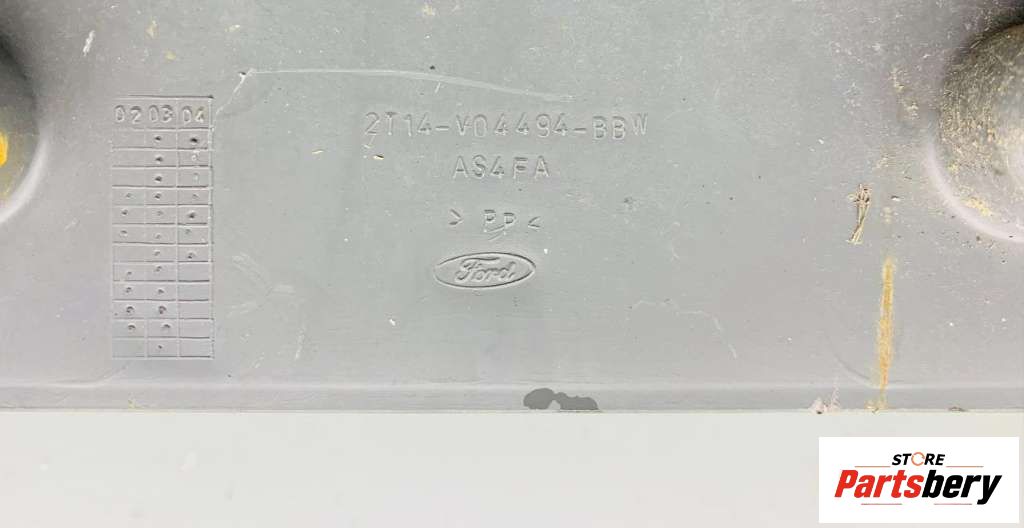 02 03 04
2T14-V04494-BBW
AS4FA
> PP <
Ford
STORE
Partsbery